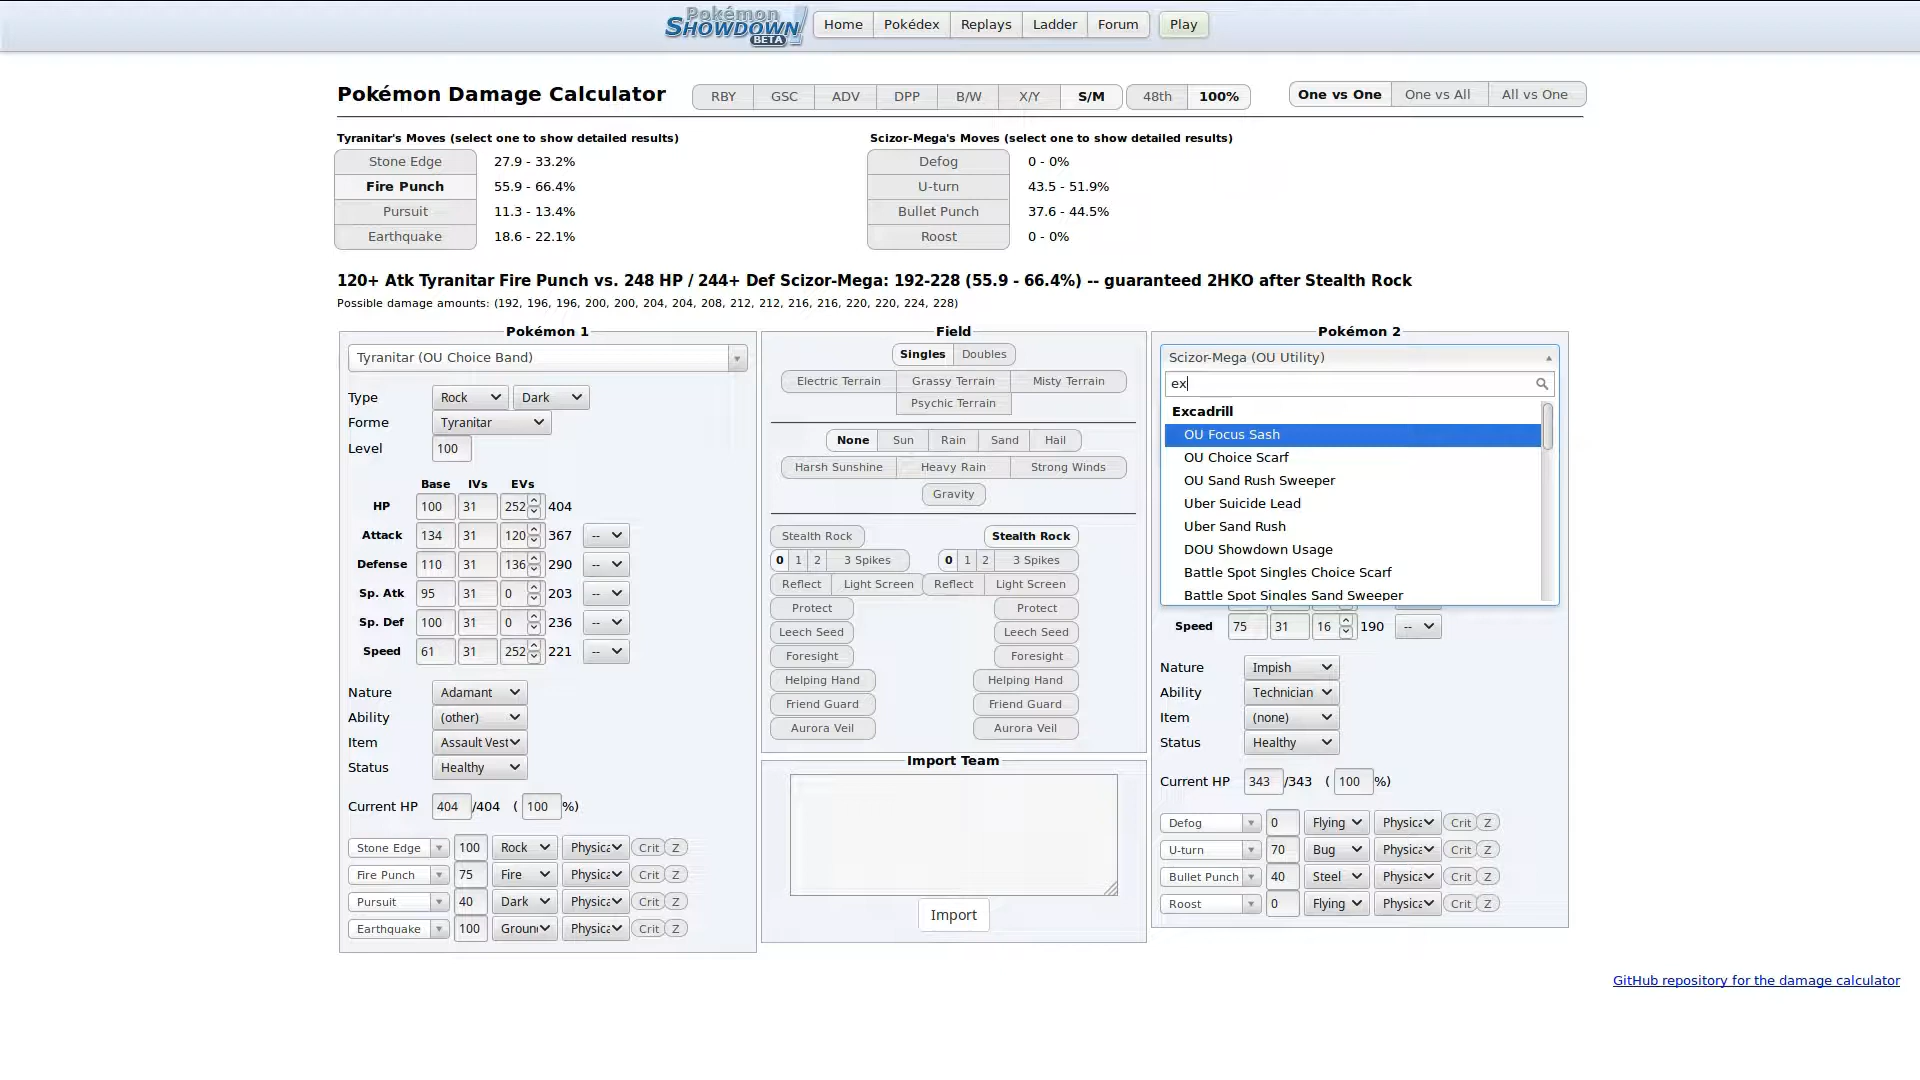 Pokémon SHOWDOWN! BETA
Home Pokédex Replays Ladder Forum Play
Pokémon Damage Calculator RBY GSC ADV DPP B/W X/Y S/M 48th 100% One vs One One vs All All vs One
Tyranitar's Moves (select one to show detailed results)
Stone Edge 27.9 - 33.2%
Fire Punch 55.9 - 66.4%
Pursuit 11.3 - 13.4%
Earthquake 18.6 - 22.1%
Scizor-Mega's Moves (select one to show detailed results)
Defog 0 - 0%
U-turn 43.5 - 51.9%
Bullet Punch 37.6 - 44.5%
Roost 0 - 0%
120+ Atk Tyranitar Fire Punch vs. 248 HP / 244+ Def Scizor-Mega: 192-228 (55.9 - 66.4%) -- guaranteed 2HKO after Stealth Rock
Possible damage amounts: (192, 196, 196, 200, 200, 204, 204, 208, 212, 212, 216, 216, 220, 220, 224, 228)
Pokémon 1
Tyranitar (OU Choice Band)
Type Rock Dark
Forme Tyranitar
Level 100
Base IVs EVs
HP 100 31 252 404
Attack 134 31 120 367 --
Defense 110 31 136 290 --
Sp. Atk 95 31 0 203 --
Sp. Def 100 31 0 236 --
Speed 61 31 252 221 --
Nature Adamant
Ability (other)
Item Assault Vest
Status Healthy
Current HP 404 /404 ( 100 %)
Stone Edge 100 Rock Physica Crit Z
Fire Punch 75 Fire Physica Crit Z
Pursuit 40 Dark Physica Crit Z
Earthquake 100 Groun Physica Crit Z
Field
Singles Doubles
Electric Terrain Grassy Terrain Misty Terrain
Psychic Terrain
None Sun Rain Sand Hail
Harsh Sunshine Heavy Rain Strong Winds
Gravity
Stealth Rock Stealth Rock
0 1 2 3 Spikes 0 1 2 3 Spikes
Reflect Light Screen Reflect Light Screen
Protect Protect
Leech Seed Leech Seed
Foresight Foresight
Helping Hand Helping Hand
Friend Guard Friend Guard
Aurora Veil Aurora Veil
Import Team
Import
Pokémon 2
Scizor-Mega (OU Utility)
ex
Excadrill
OU Focus Sash
OU Choice Scarf
OU Sand Rush Sweeper
Uber Suicide Lead
Uber Sand Rush
DOU Showdown Usage
Battle Spot Singles Choice Scarf
Battle Spot Singles Sand Sweeper
Speed 75 31 16 190 --
Nature Impish
Ability Technician
Item (none)
Status Healthy
Current HP 343 /343 ( 100 %)
Defog 0 Flying Physica Crit Z
U-turn 70 Bug Physica Crit Z
Bullet Punch 40 Steel Physica Crit Z
Roost 0 Flying Physica Crit Z
GitHub repository for the damage calculator